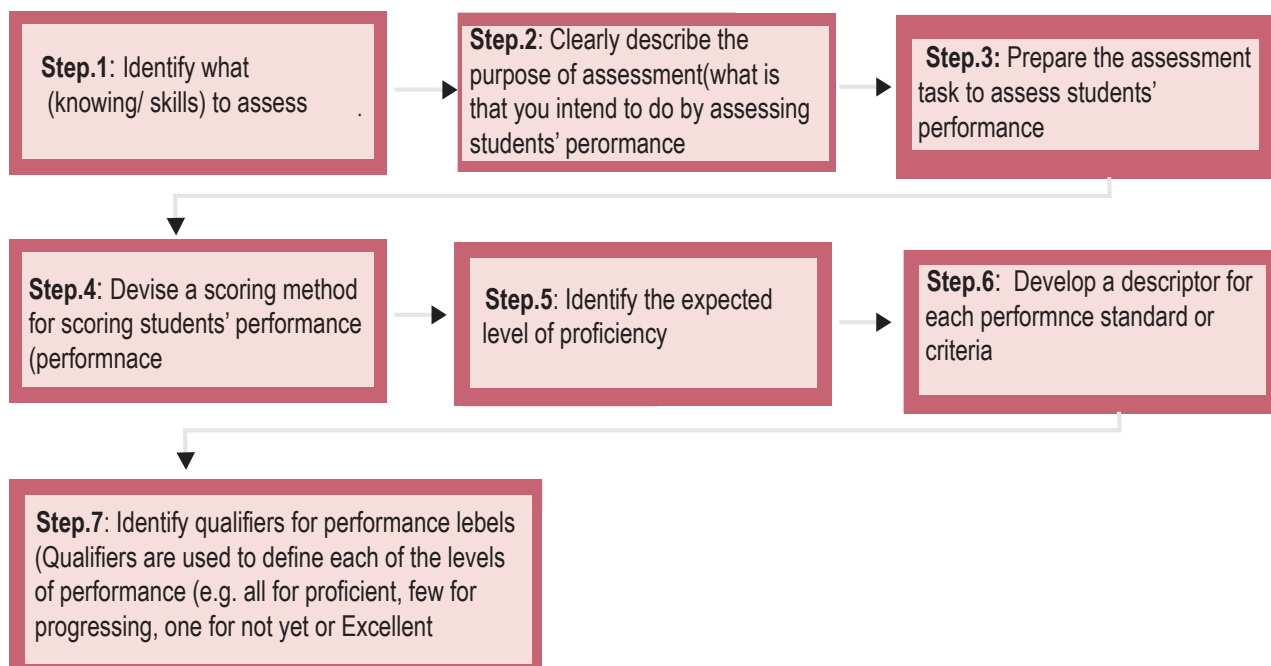 Step.1: Identify what
(knowing/ skills) to assess .
Step.2: Clearly describe the
purpose of assessment(what is
that you intend to do by assessing
students’ perormance
Step.3: Prepare the assessment
task to assess students’
performance
Step.4: Devise a scoring method
for scoring students’ performance
(performnace
Step.5: Identify the expected
level of proficiency
Step.6: Develop a descriptor for
each performnce standard or
criteria
Step.7: Identify qualifiers for performance lebels
(Qualifiers are used to define each of the levels
of performance (e.g. all for proficient, few for
progressing, one for not yet or Excellent